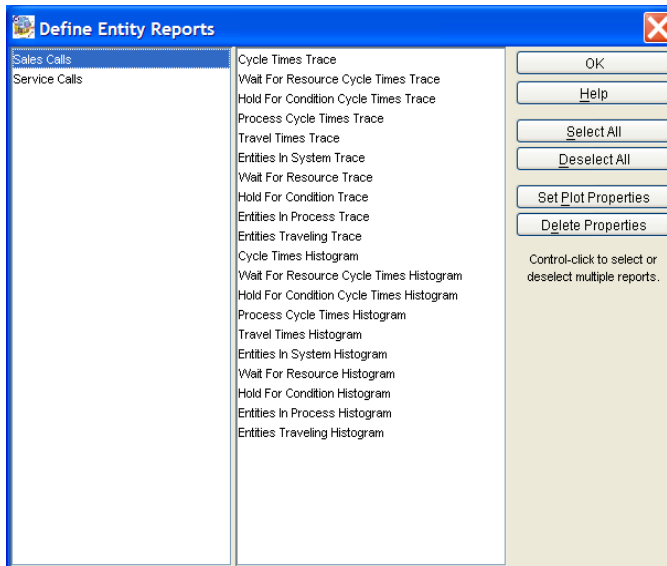 Define Entity Reports
Sales Calls
Service Calls
Cycle Times Trace
Wait For Resource Cycle Times Trace
Hold For Condition Cycle Times Trace
Process Cycle Times Trace
Travel Times Trace
Entities In System Trace
Wait For Resource Trace
Hold For Condition Trace
Entities In Process Trace
Entities Traveling Trace
Cycle Times Histogram
Wait For Resource Cycle Times Histogram
Hold For Condition Cycle Times Histogram
Process Cycle Times Histogram
Travel Times Histogram
Entities In System Histogram
Wait For Resource Histogram
Hold For Condition Histogram
Entities In Process Histogram
Entities Traveling Histogram
OK
Help
Select All
Deselect All
Set Plot Properties
Delete Properties
Control-click to select or
deselect multiple reports.